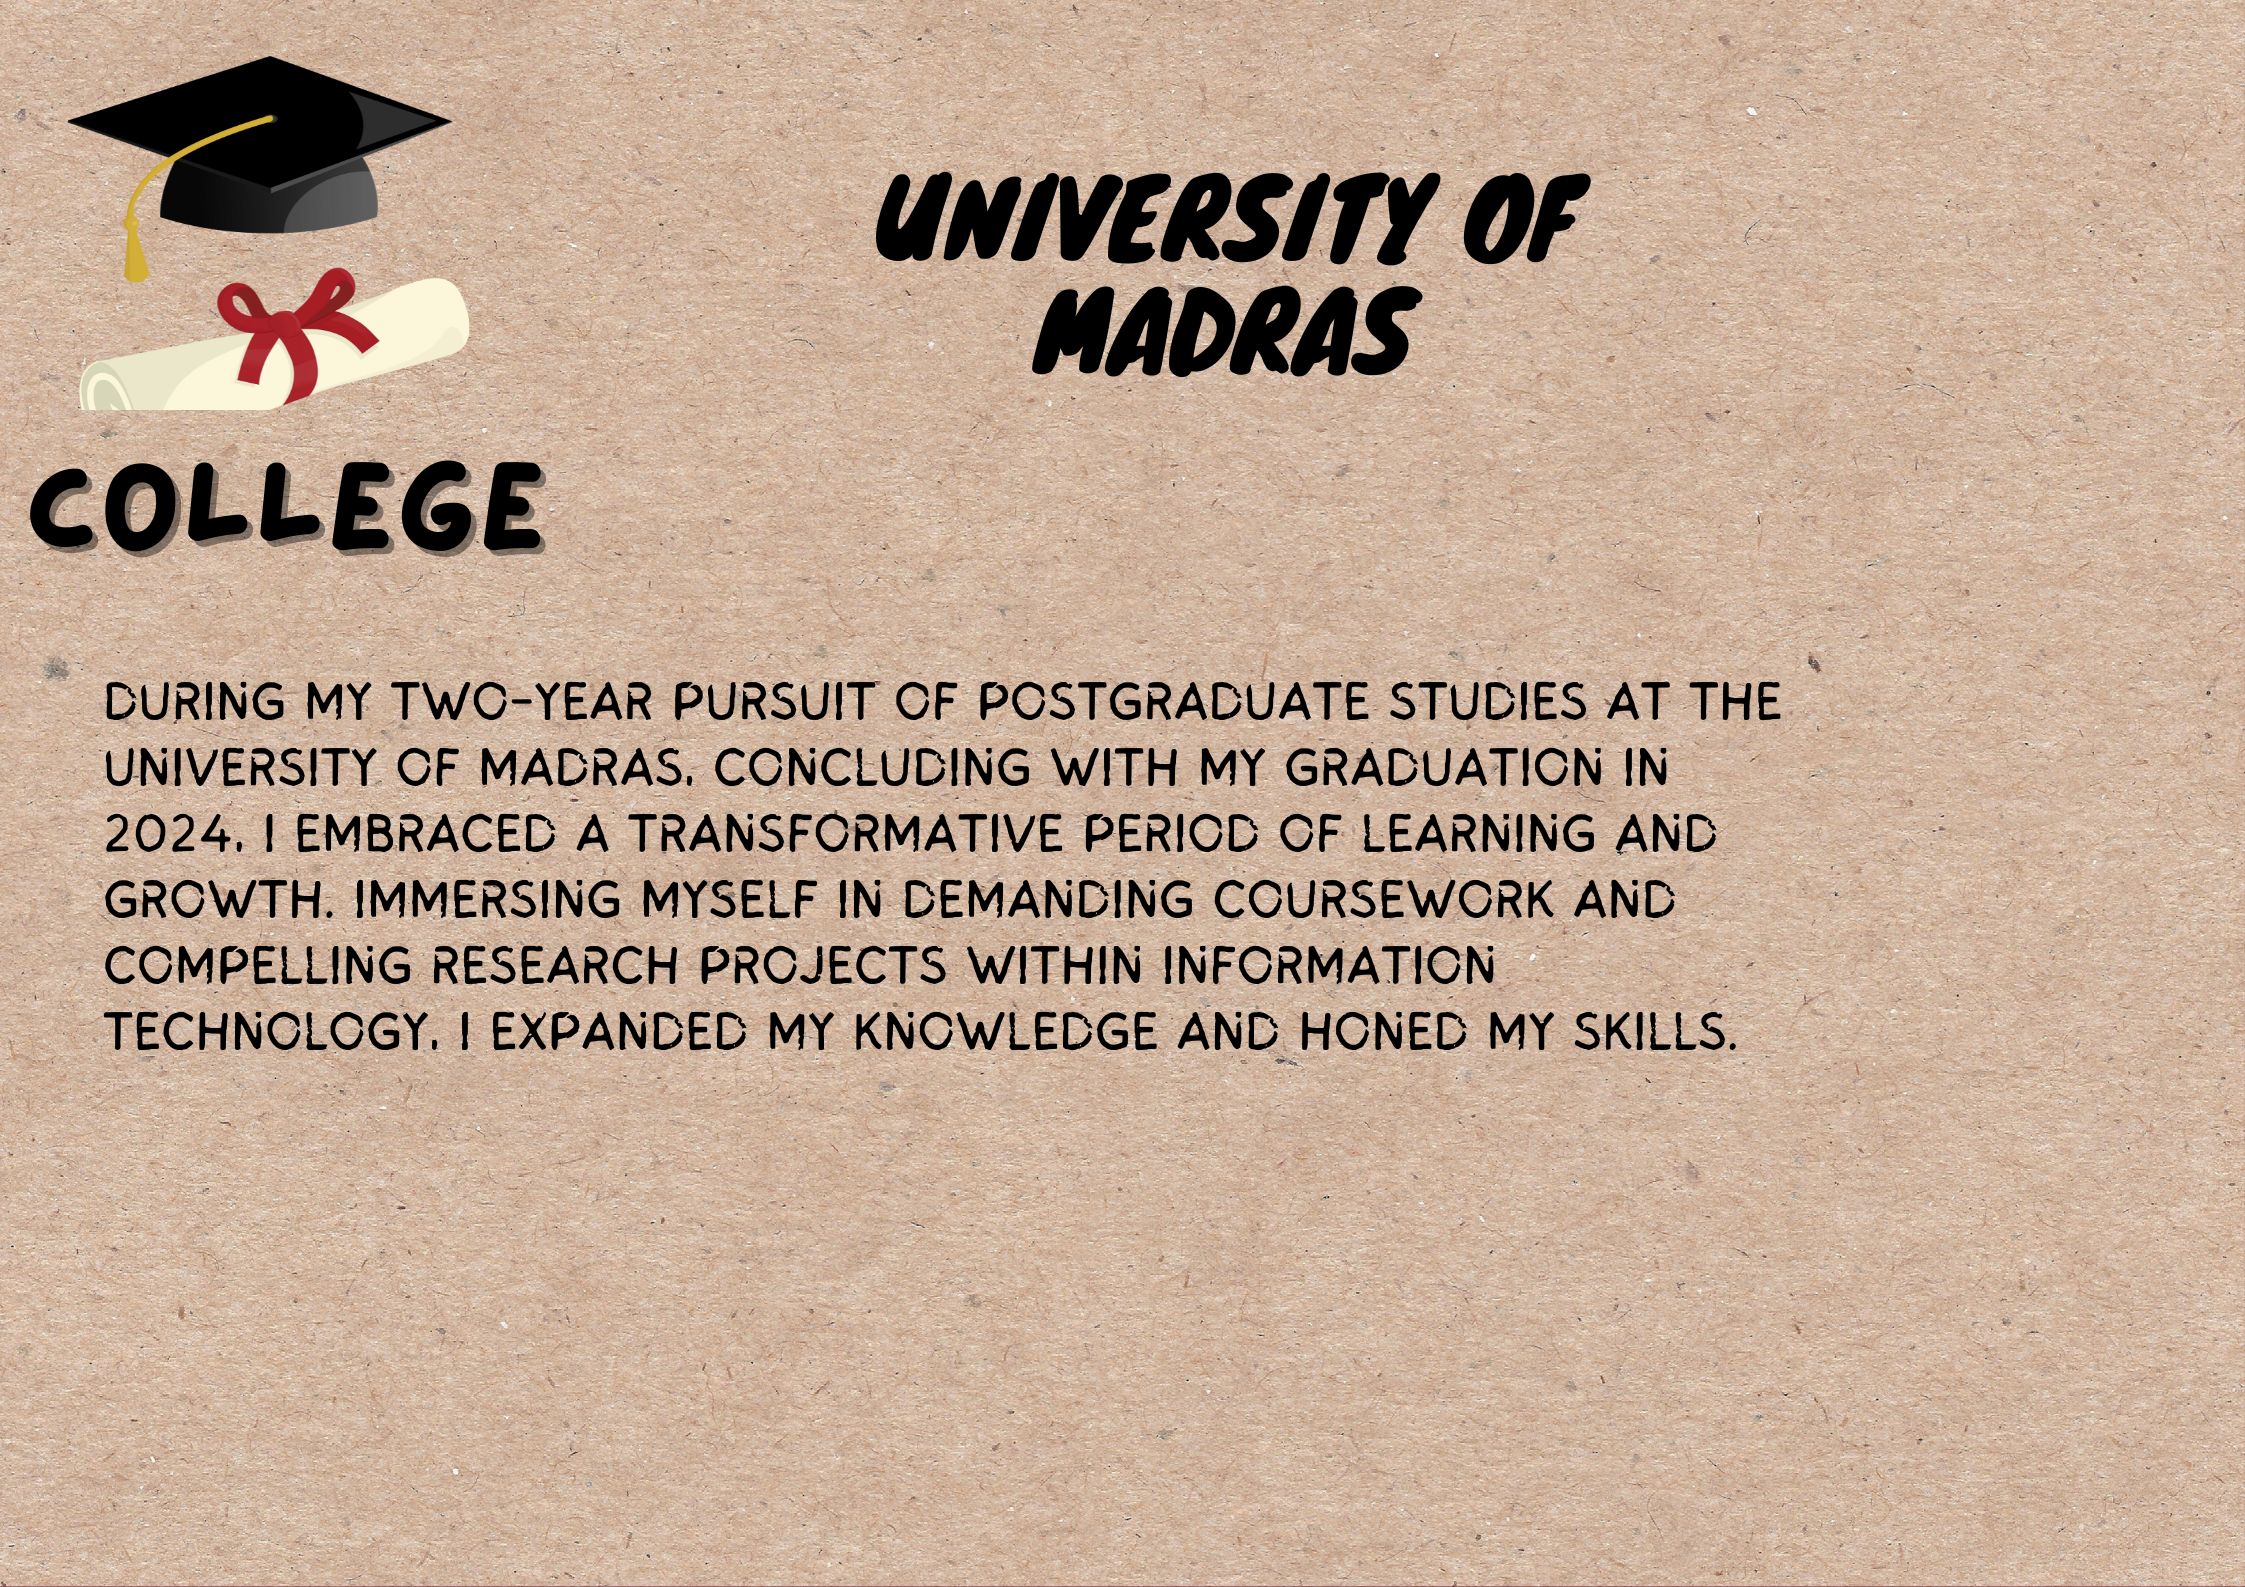 UNIVERSITY OF
MADRAS
COLLEGE
DURING MY TWO-YEAR PURSUIT OF POSTGRADUATE STUDIES AT THE
UNIVERSITY OF MADRAS, CONCLUDING WITH MY GRADUATION IN
2024, I EMBRACED A TRANSFORMATIVE PERIOD OF LEARNING AND
GROWTH. IMMERSING MYSELF IN DEMANDING COURSEWORK AND
COMPELLING RESEARCH PROJECTS WITHIN INFORMATION
TECHNOLOGY, I EXPANDED MY KNOWLEDGE AND HONED MY SKILLS.